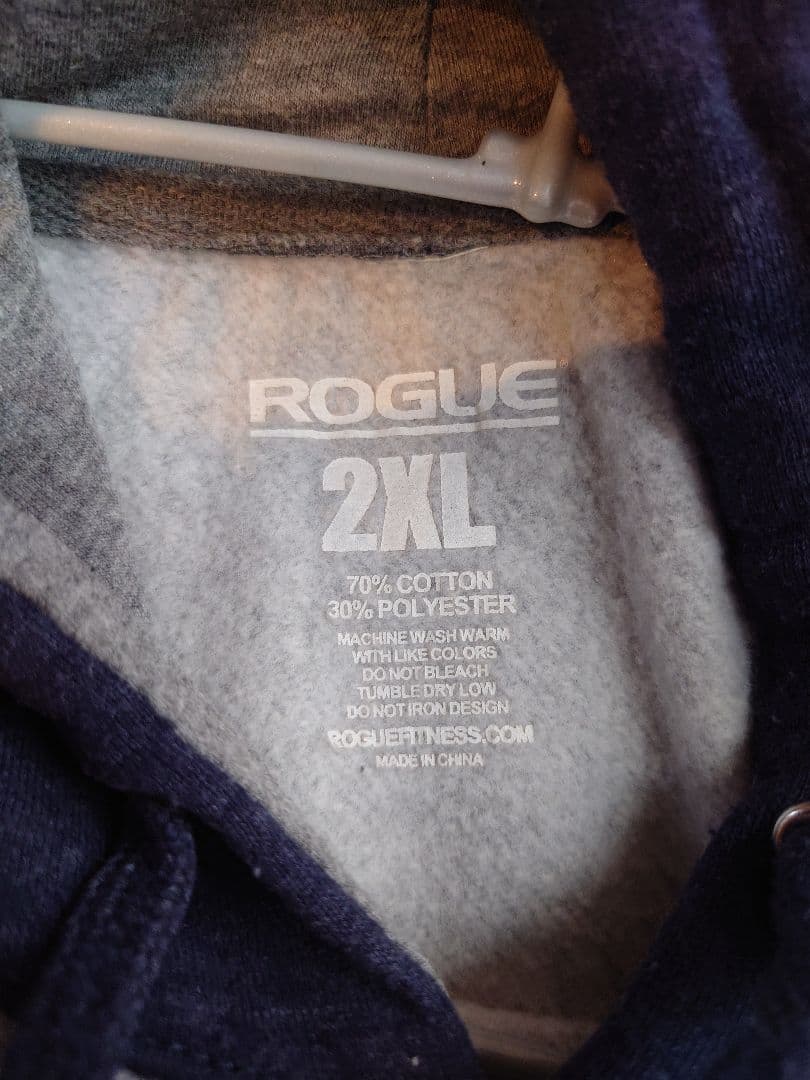 ROGUE®
2XL
70% COTTON
30% POLYESTER
MACHINE WASH WARM
WITH LIKE COLORS
DO NOT BLEACH
TUMBLE DRY LOW
DO NOT IRON DESIGN
ROGUEFITNESS.COM
MADE IN CHINA